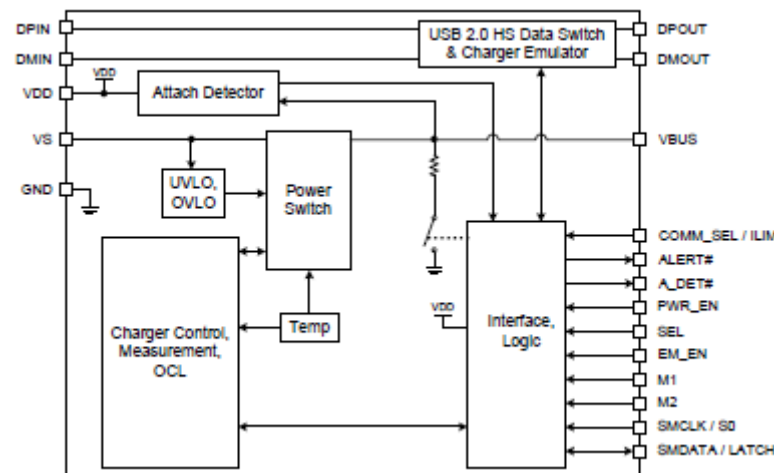 DPIN
DMIN
VDD
VS
GND
VDD
Attach Detector
USB 2.0 HS Data Switch
& Charger Emulator
UVLO,
OVLO
Power
Switch
Charger Control,
Measurement,
OCL
Temp
VDD
Interface,
Logic
DPOUT
DMOUT
VBUS
COMM_SEL / ILIM
ALERT#
A_DET#
PWR_EN
SEL
EM_EN
M1
M2
SMCLK / S0
SMDATA / LATCH